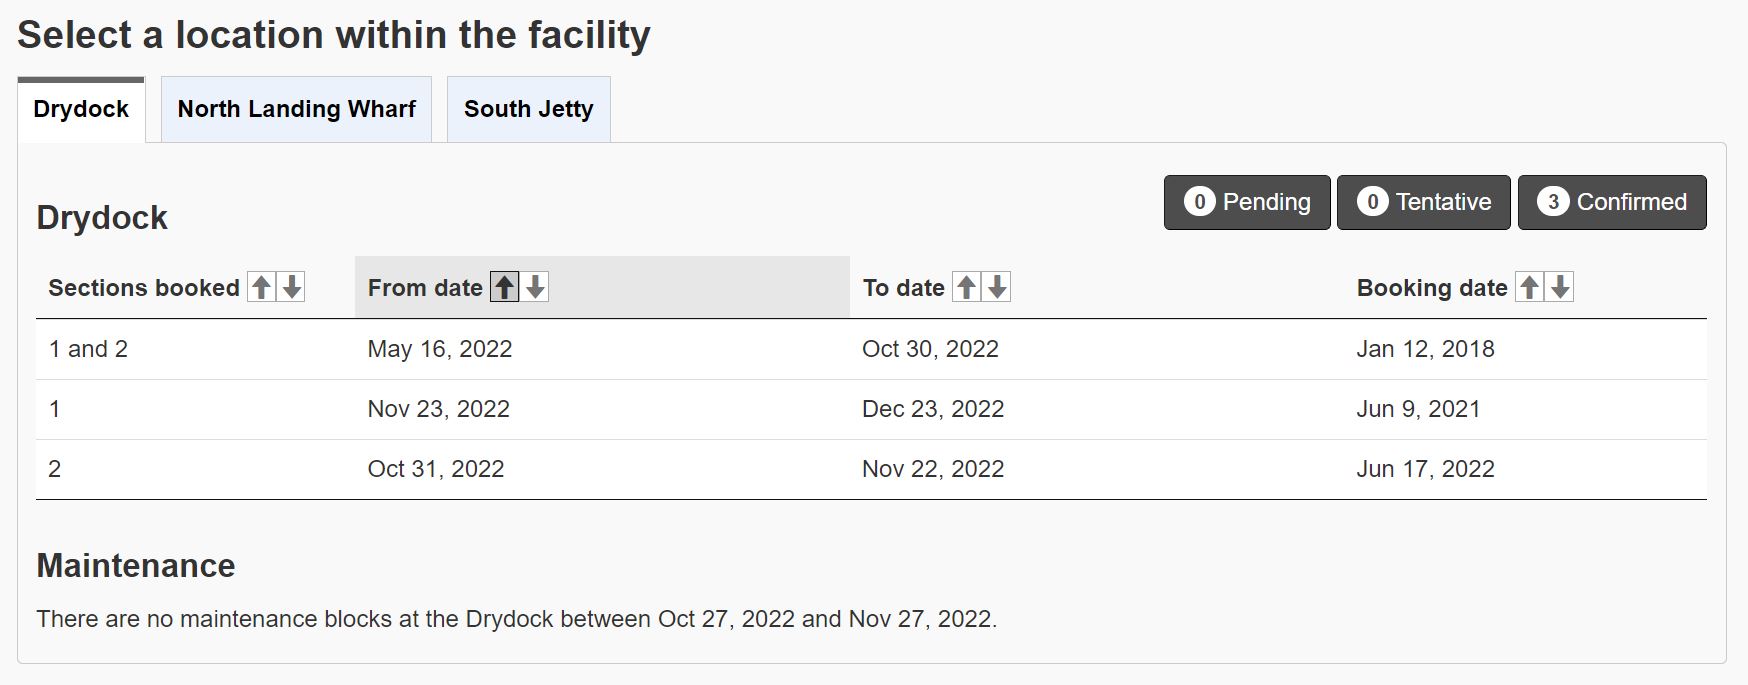 Select a location within the facility
Drydock North Landing Wharf South Jetty
Drydock
0 Pending 0 Tentative 3 Confirmed
Sections booked From date To date Booking date
1 and 2 May 16, 2022 Oct 30, 2022 Jan 12, 2018
1 Nov 23, 2022 Dec 23, 2022 Jun 9, 2021
2 Oct 31, 2022 Nov 22, 2022 Jun 17, 2022
Maintenance
There are no maintenance blocks at the Drydock between Oct 27, 2022 and Nov 27, 2022.